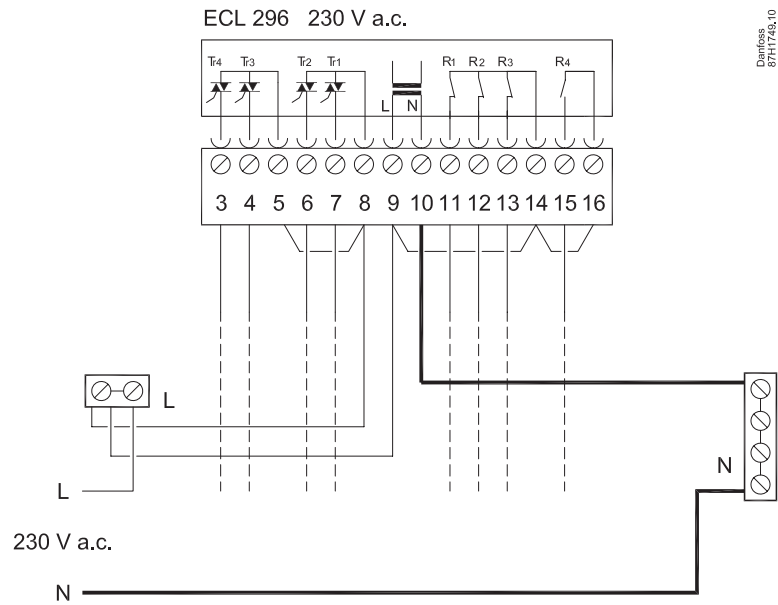 ECL 296 230 V a.c.
Danfoss
87H1749.10
Tr4 Tr3 Tr2 Tr1 R1 R2 R3 R4
L N
3 4 5 6 7 8 9 10 11 12 13 14 15 16
L
N
L
230 V a.c.
N